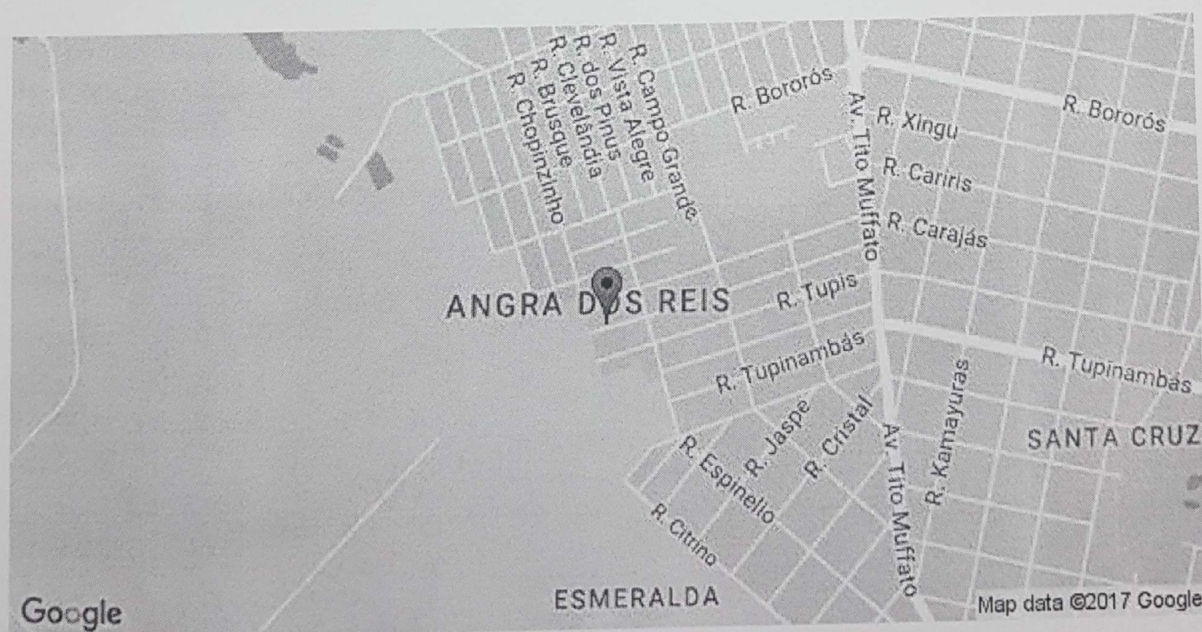 R. Chopinzinho
R. Brusque
R. Clevelândia
R. dos Pinus
R. Vista Alegre
R. Campo Grande
R. Bororós
Av. Tito Muffato
R. Bororós
R. Xingu
R. Cariris
R. Carajás
ANGRA DOS REIS
R. Tupis
R. Tupinambás
R. Tupinambás
R. Kamayuras
SANTA CRUZ
R. Jaspe
R. Cristal
R. Espinelio
Av. Tito Muffato
R. Citrino
ESMERALDA
Google
Map data ©2017 Google